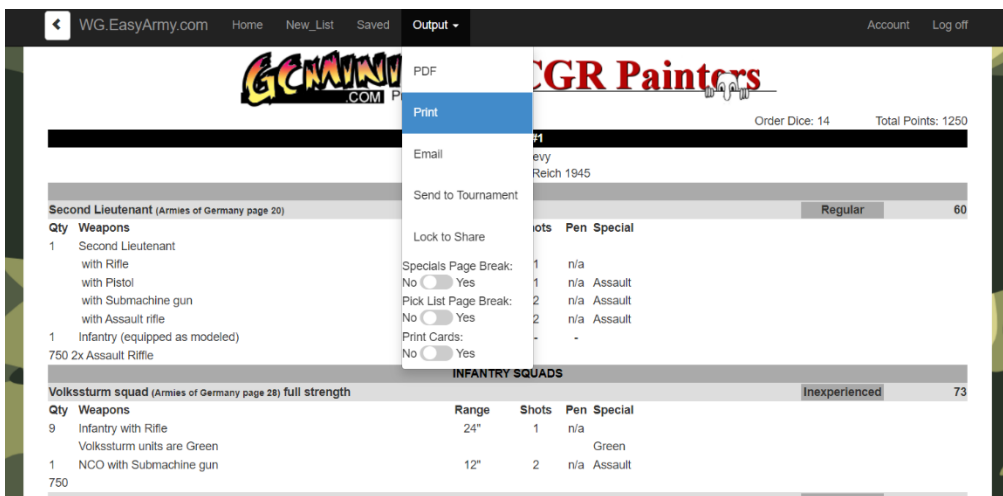 WG.EasyArmy.com Home New_List Saved Output Account Log off
GCMINI
.COM P
CGR Painters
PDF
Print
Email
Send to Tournament
Lock to Share
Specials Page Break:
No Yes
Pick List Page Break:
No Yes
Print Cards:
No Yes
Order Dice: 14 Total Points: 1250
#1
evy
Reich 1945
Second Lieutenant (Armies of Germany page 20) Regular 60
Qty Weapons ots Pen Special
1 Second Lieutenant
with Rifle 1 n/a
with Pistol 1 n/a Assault
with Submachine gun 2 n/a Assault
with Assault rifle 2 n/a Assault
1 Infantry (equipped as modeled) - -
750 2x Assault Riffle
INFANTRY SQUADS
Volkssturm squad (Armies of Germany page 28) full strength Inexperienced 73
Qty Weapons Range Shots Pen Special
9 Infantry with Rifle 24" 1 n/a
Volkssturm units are Green Green
1 NCO with Submachine gun 12" 2 n/a Assault
750